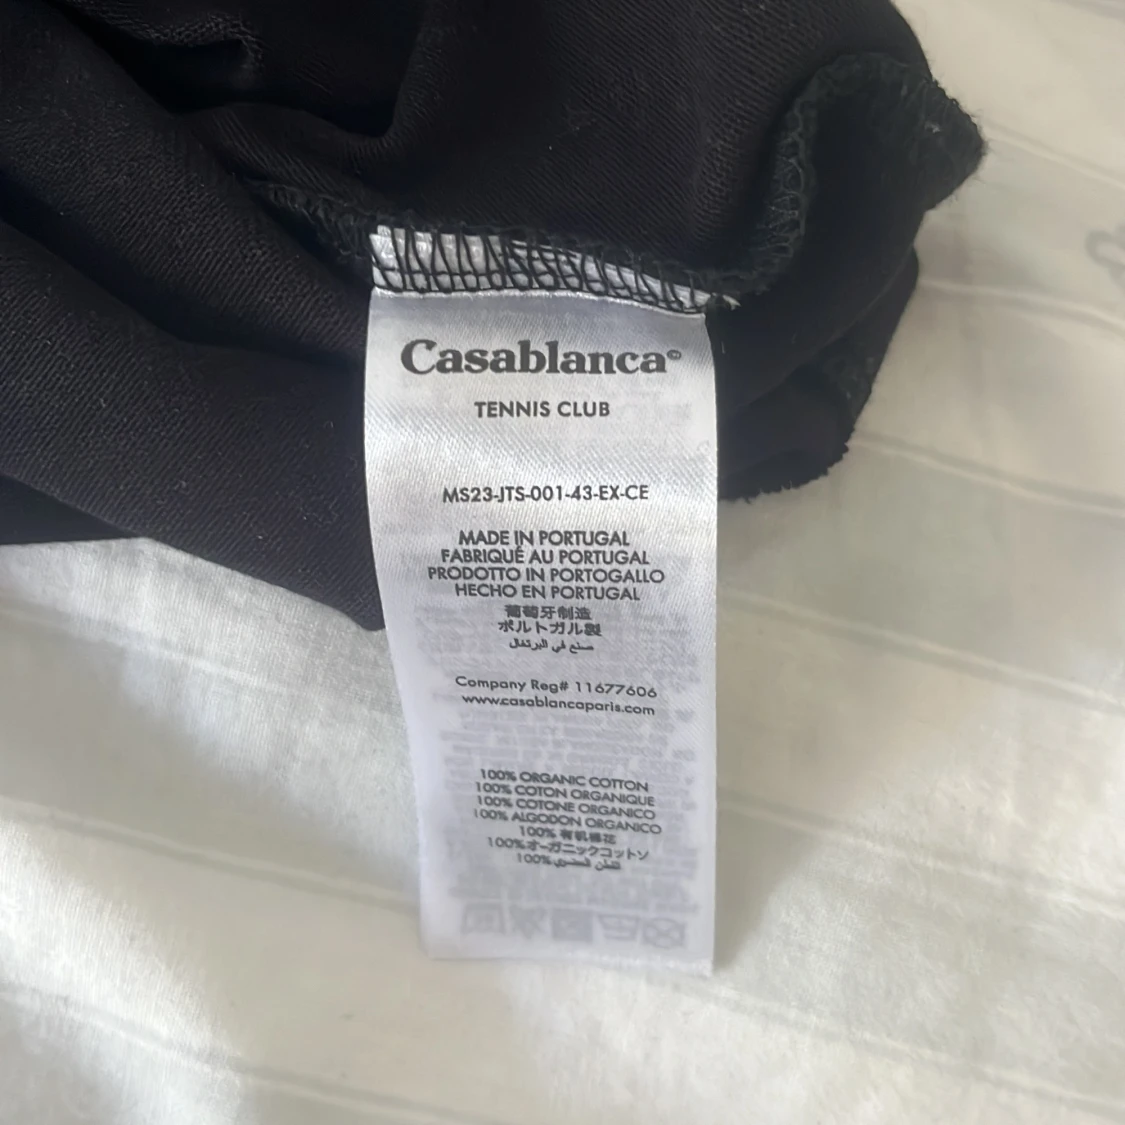 Casablanca©
TENNIS CLUB
MS23-JTS-001-43-EX-CE
MADE IN PORTUGAL
FABRIQUÉ AU PORTUGAL
PRODOTTO IN PORTOGALLO
HECHO EN PORTUGAL
葡萄牙制造
ポルトガル製
صنع في البرتغال
Company Reg# 11677606
www.casablancaparis.com
100% ORGANIC COTTON
100% COTON ORGANIQUE
100% COTONE ORGANICO
100% ALGODON ORGANICO
100% 有机棉花
100%オーガニックコットン
100% القطن العضوي